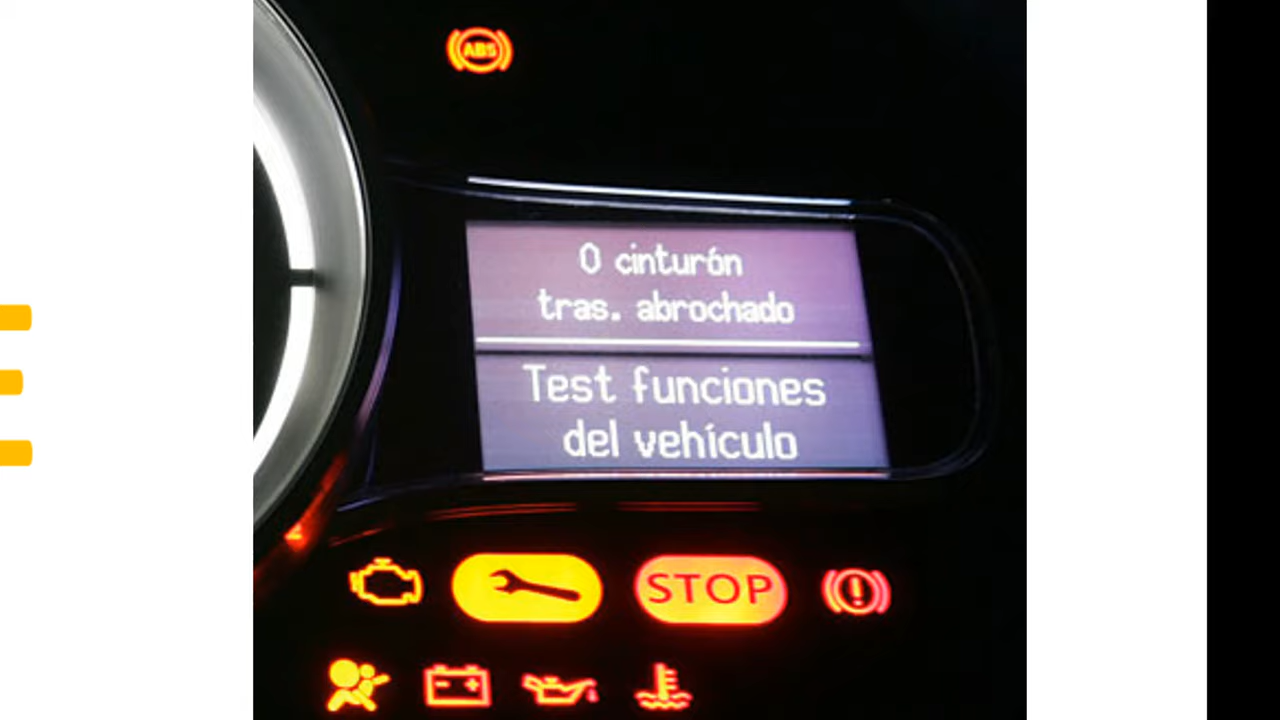 ABS
0 cinturón
tras. abrochado
Test funciones
del vehículo
STOP